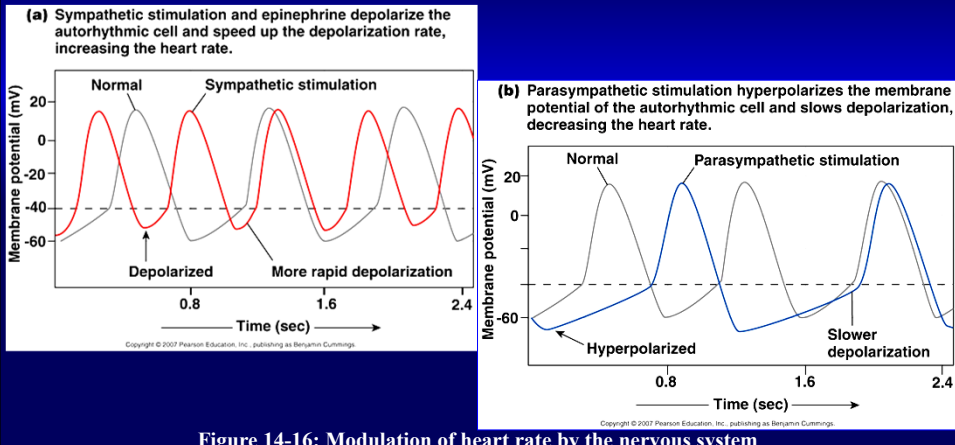 (a) Sympathetic stimulation and epinephrine depolarize the
autorhythmic cell and speed up the depolarization rate,
increasing the heart rate.
Normal
Sympathetic stimulation
Membrane potential (mV)
20
0
-20
-40
-60
Depolarized
More rapid depolarization
0.8
1.6
2.4
Time (sec)
Copyright © 2007 Pearson Education, Inc., publishing as Benjamin Cummings.
(b) Parasympathetic stimulation hyperpolarizes the membrane
potential of the autorhythmic cell and slows depolarization,
decreasing the heart rate.
Normal
Parasympathetic stimulation
Membrane potential (mV)
20
0
-60
Hyperpolarized
Slower
depolarization
0.8
1.6
2.4
Time (sec)
Copyright © 2007 Pearson Education, Inc., publishing as Benjamin Cummings.
Figure 14-16: Modulation of heart rate by the nervous system